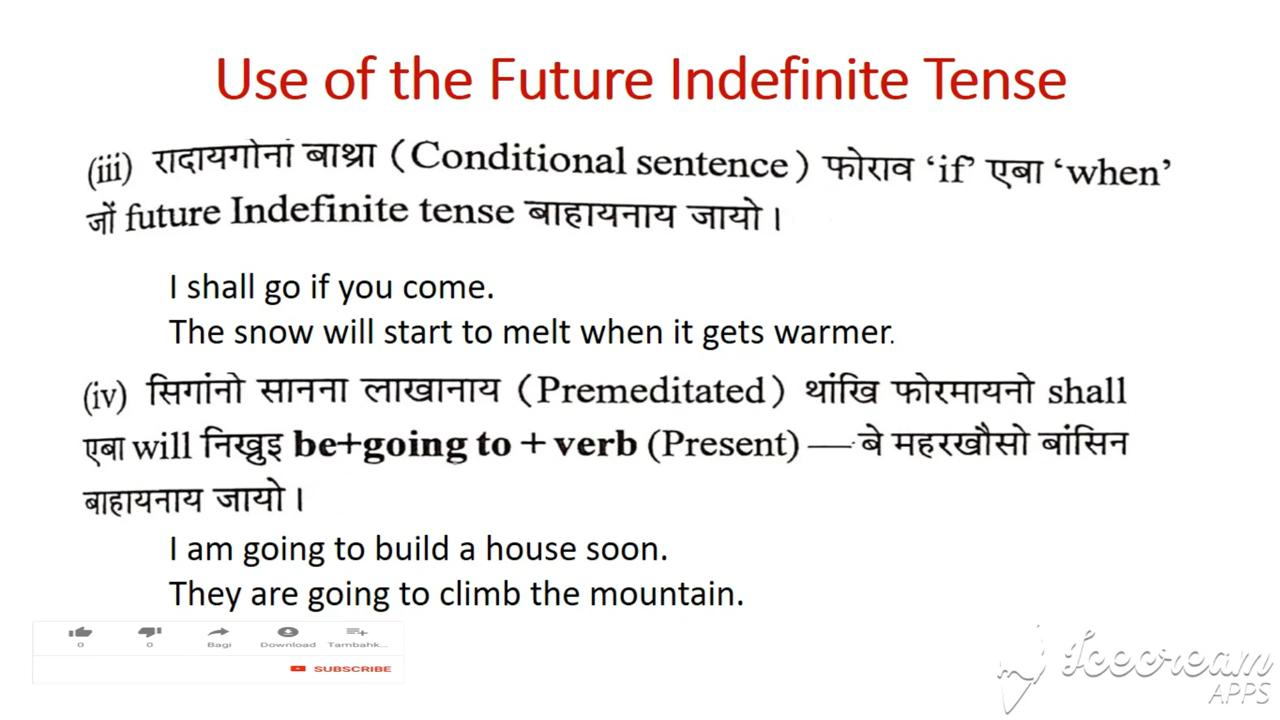 Use of the Future Indefinite Tense
(iii) रादायगोनां बाथ्रा (Conditional sentence) फोराव ‘if’ एबा ‘when’
जों future Indefinite tense बाहायनाय जायो।
I shall go if you come.
The snow will start to melt when it gets warmer.
(iv) सिगांनो सानना लाखानाय (Premeditated) थांखि फोरमायनो shall
एबा will निख्रुइ be+going to + verb (Present) — बे महरखौसो बांसिन
बाहायनाय जायो।
I am going to build a house soon.
They are going to climb the mountain.
0 0 Bagi Download Tambahk...
SUBSCRIBE
Icecream
APPS